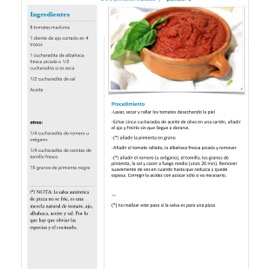 Ingredientes
8 tomates maduros
1 diente de ajo cortado en 4
trozos
1 cucharadita de albahaca
fresca picada o 1/2
cucharadita si es seca
1/2 cucharadita de sal
Aceite
otros:
1/4 cucharadita de romero u
orégano
1/4 cucharadita de ramitas de
tomillo fresco
15 granos de pimienta negra
(*) NOTA: la salsa auténtica
de pizza no se fríe, es una
mezcla natural de tomate, ajo,
albahaca, aceite y sal. Por lo
que hay que obviar las
especias y el cocinado.
Procedimiento
-Lavar, secar y rallar los tomates desechando la piel
-Echar cinco cucharadas de aceite de oliva en una sartén, añadir
el ajo y freírlo sin que llegue a dorarse.
-(*) añadir la pimienta en grano
-Añadir el tomate rallado, la albahaca fresca picada y remover
-(*) añadir el romero (u orégano), el tomillo, los granos de
pimienta, la sal y cocer a fuego medio (unos 20 min). Remover
suavemente de vez en cuando hasta que reduzca y quede
espesa. Corregir la acidez con azúcar sólo si es necesario.
(*) no realizar este paso si la salsa es para una pizza